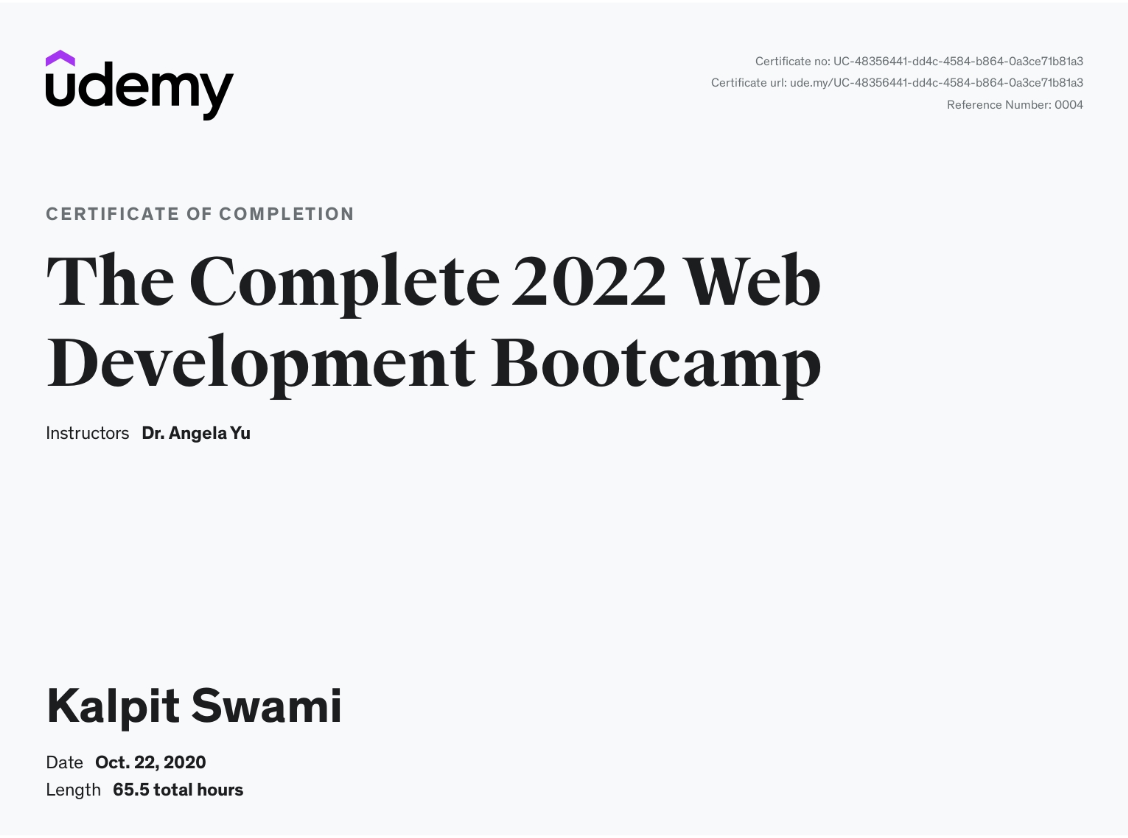 udemy
Certificate no: UC-48356441-dd4c-4584-b864-0a3ce71b81a3
Certificate url: ude.my/UC-48356441-dd4c-4584-b864-0a3ce71b81a3
Reference Number: 0004
CERTIFICATE OF COMPLETION
The Complete 2022 Web
Development Bootcamp
Instructors Dr. Angela Yu
Kalpit Swami
Date Oct. 22, 2020
Length 65.5 total hours